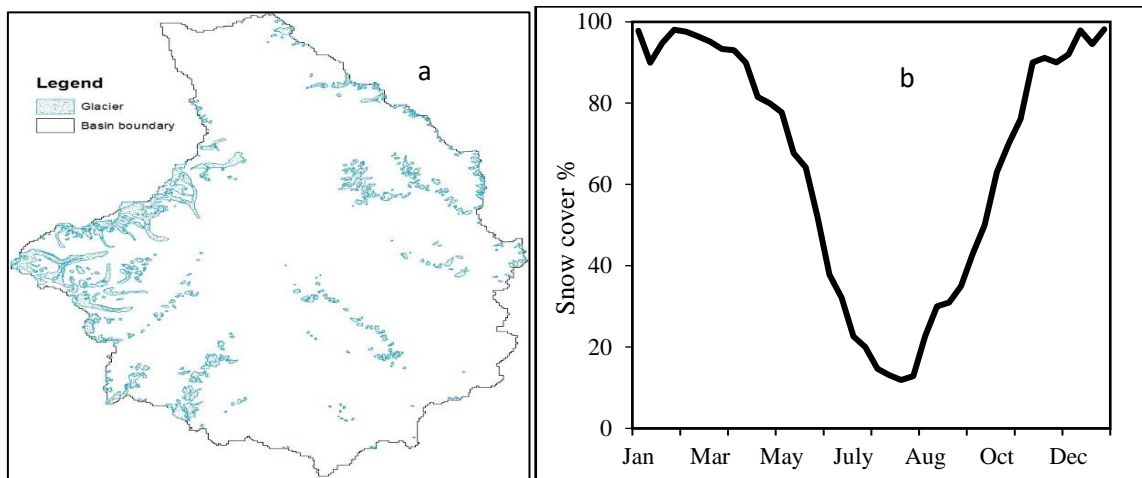 a
Legend
Glacier
Basin boundary
b
Snow cover %
100
80
60
40
20
0
Jan Mar May July Aug Oct Dec